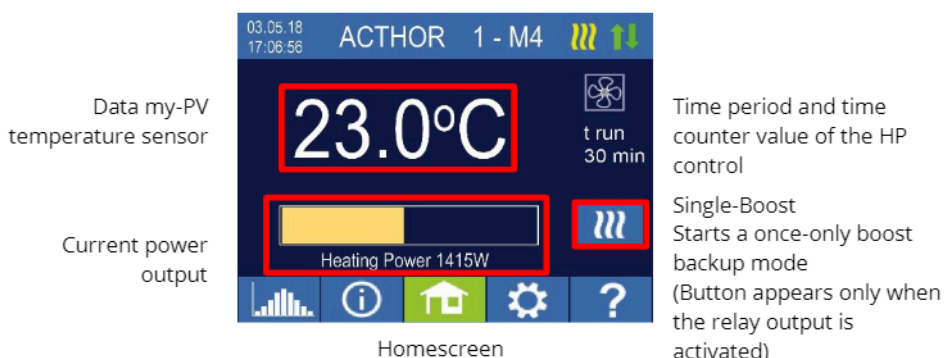 03.05.18
17:06:56
ACTHOR 1 - M4
Data my-PV
temperature sensor
23.0°C
t run
30 min
Time period and time
counter value of the HP
control
Current power
output
Heating Power 1415W
Single-Boost
Starts a once-only boost
backup mode
(Button appears only when
the relay output is
activated)
?
Homescreen